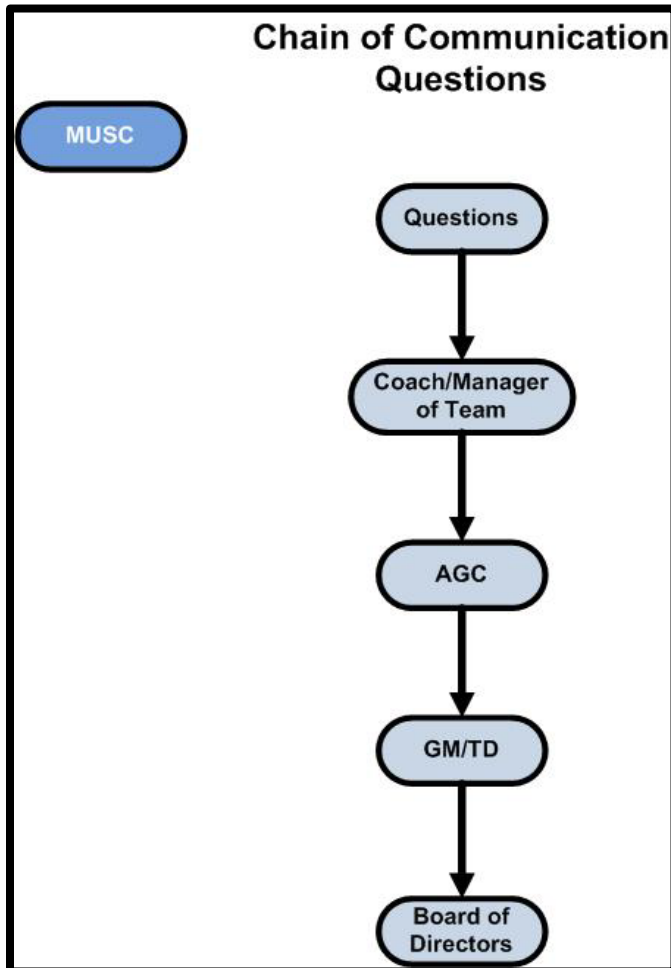 Chain of Communication
Questions
MUSC
Questions
Coach/Manager
of Team
AGC
GM/TD
Board of
Directors